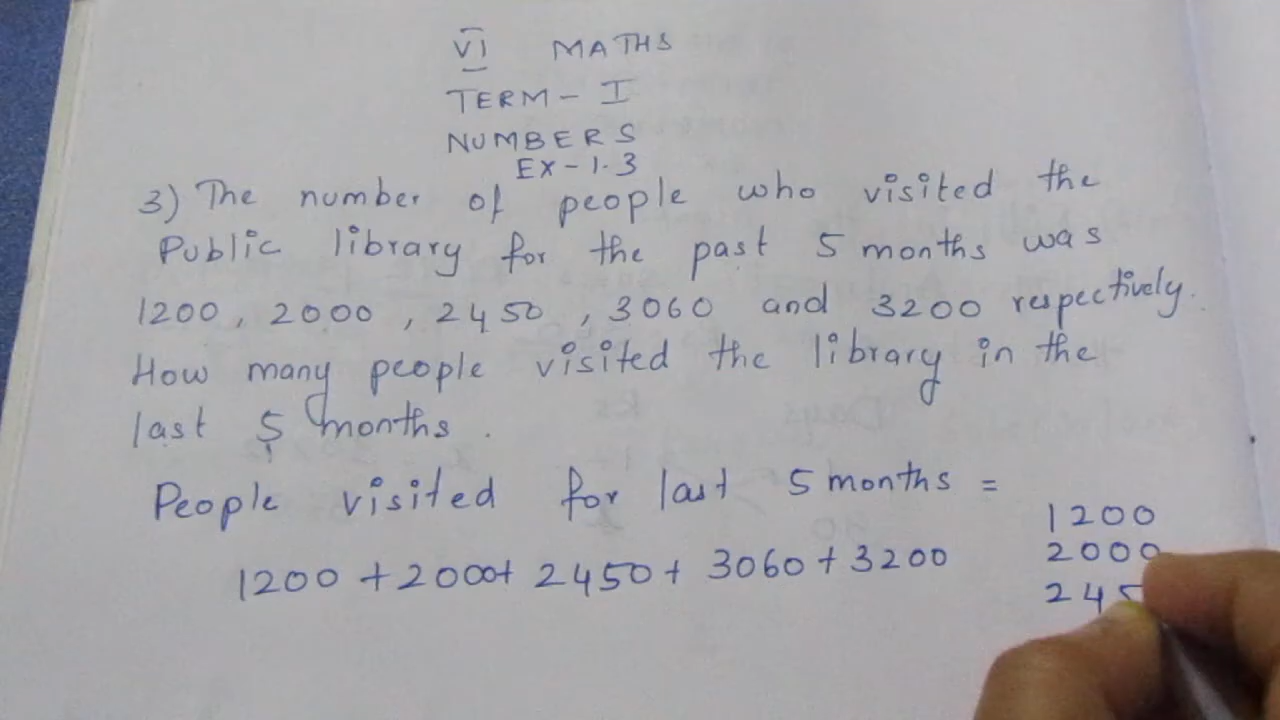 VI MATHS
TERM - I
NUMBERS
EX-1.3
3) The number of people who visited the
Public library for the past 5 months was
1200, 2000, 2450, 3060 and 3200 respectively.
How many people visited the library in the
last 5 months.
People visited for last 5 months =
1200 + 2000 + 2450 + 3060 + 3200
1200
2000
245